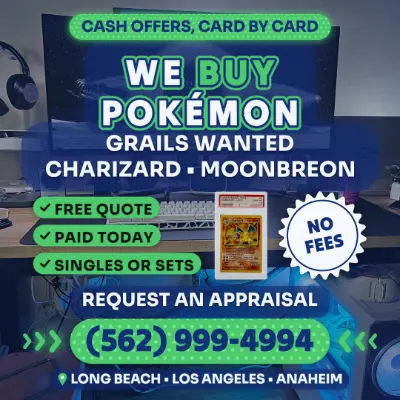 CASH OFFERS, CARD BY CARD
WE BUY
POKÉMON
GRAILS WANTED
CHARIZARD ▪ MOONBREON
✓ FREE QUOTE
✓ PAID TODAY
✓ SINGLES OR SETS
NO
FEES
REQUEST AN APPRAISAL
(562) 999-4994
LONG BEACH ▪ LOS ANGELES ▪ ANAHEIM